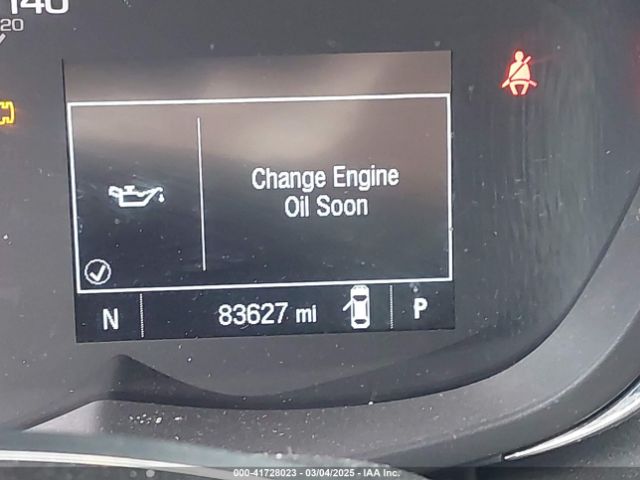 140
20
Change Engine
Oil Soon
N 83627 mi P
000-41728023 - 03/04/2025 - IAA Inc.